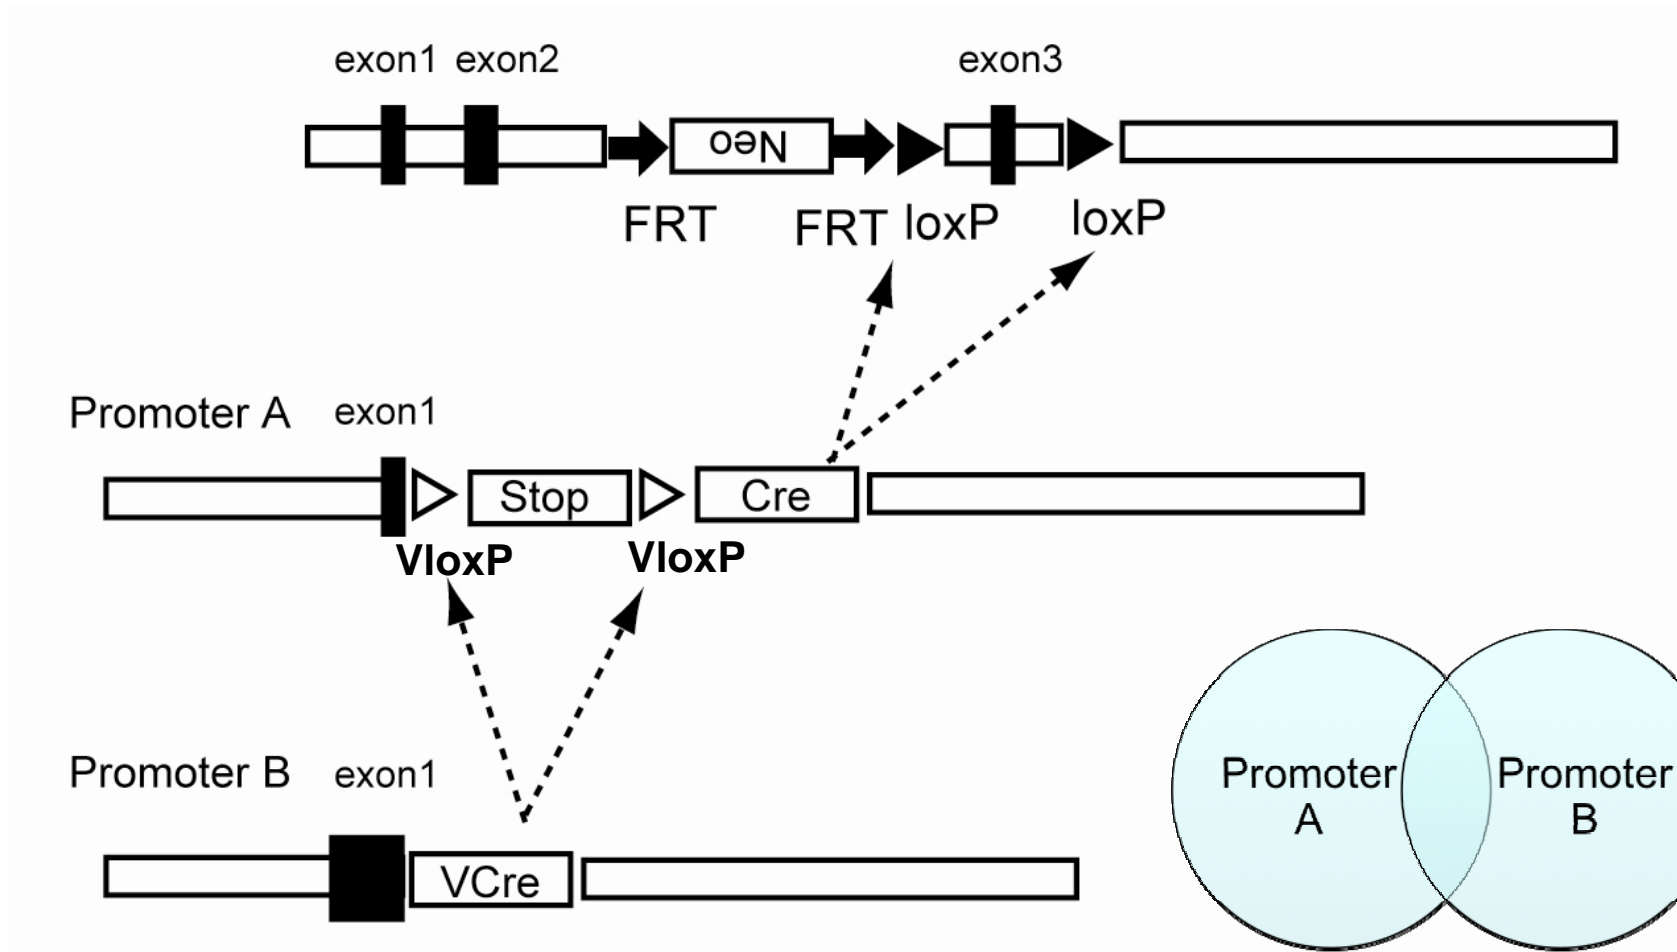 exon1 exon2 exon3
Neo
FRT FRT loxP loxP
Promoter A exon1
Stop Cre
VloxP VloxP
Promoter B exon1
VCre
Promoter A
Promoter B